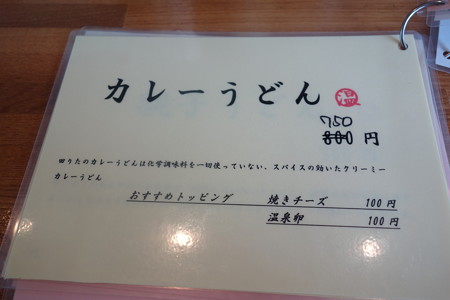 カレーうどん 温
750
800 円
田りたのカレーうどんは化学調味料を一切使っていない、スパイスの効いたクリーミー
カレーうどん
おすすめトッピング 焼きチーズ 100 円
温泉卵 100 円